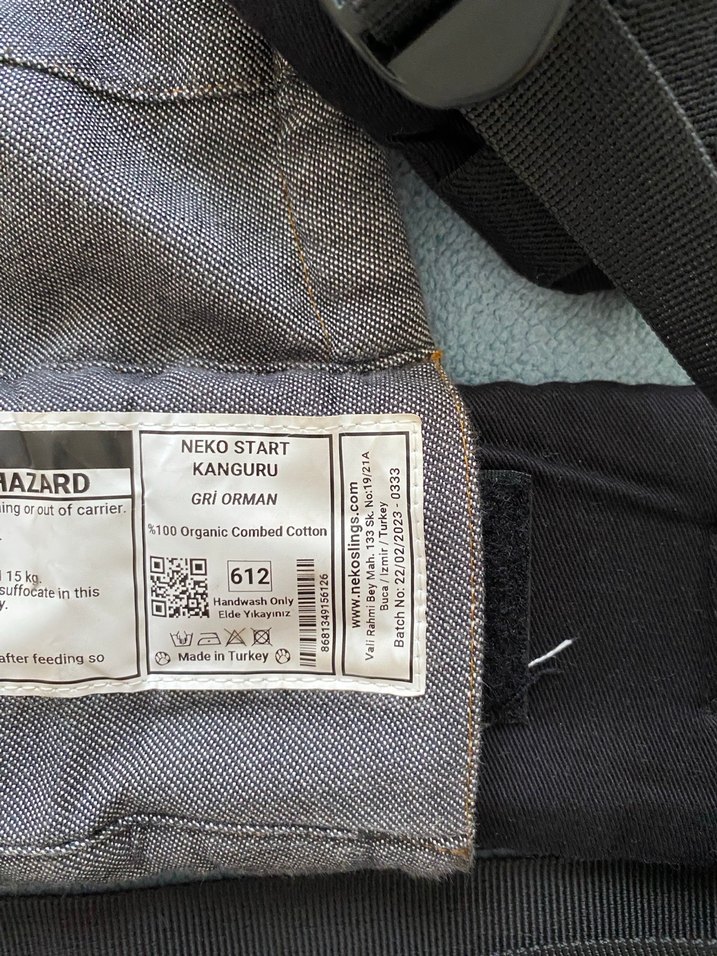 HAZARD
ing or out of carrier.
15 kg.
suffocate in this
y.
after feeding so
NEKO START
KANGURU
GRİ ORMAN
%100 Organic Combed Cotton
612
Handwash Only
Elde Yıkayınız
Made in Turkey
8681349156126
www.nekoslings.com
Vali Rahmi Bey Mah. 133 Sk. No:19/21A
Buca / Izmir / Turkey
Batch No: 22/02/2023 - 0333